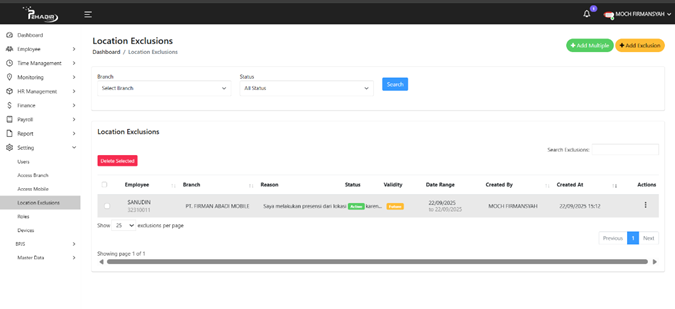 PEHADIR
MOCH FIRMANSYAH
Dashboard
Employee
Time Management
Monitoring
HR Management
Finance
Payroll
Report
Setting
Users
Access Branch
Access Mobile
Location Exclusions
Roles
Devices
BPJS
Master Data
Location Exclusions
Dashboard / Location Exclusions
+ Add Multiple
+ Add Exclusion
Branch
Status
Select Branch
All Status
Search
Location Exclusions
Search Exclusions:
Delete Selected
Employee Branch Reason Status Validity Date Range Created By Created At Actions
SANUDIN PT. FIRMAN ABADI MOBILE Saya melakukan presensi dari lokasi karen... Active 22/09/2025 MOCH FIRMANSYAH 22/09/2025 15:12
32310011 to 22/09/2025
Show 25 exclusions per page
Previous 1 Next
Showing page 1 of 1